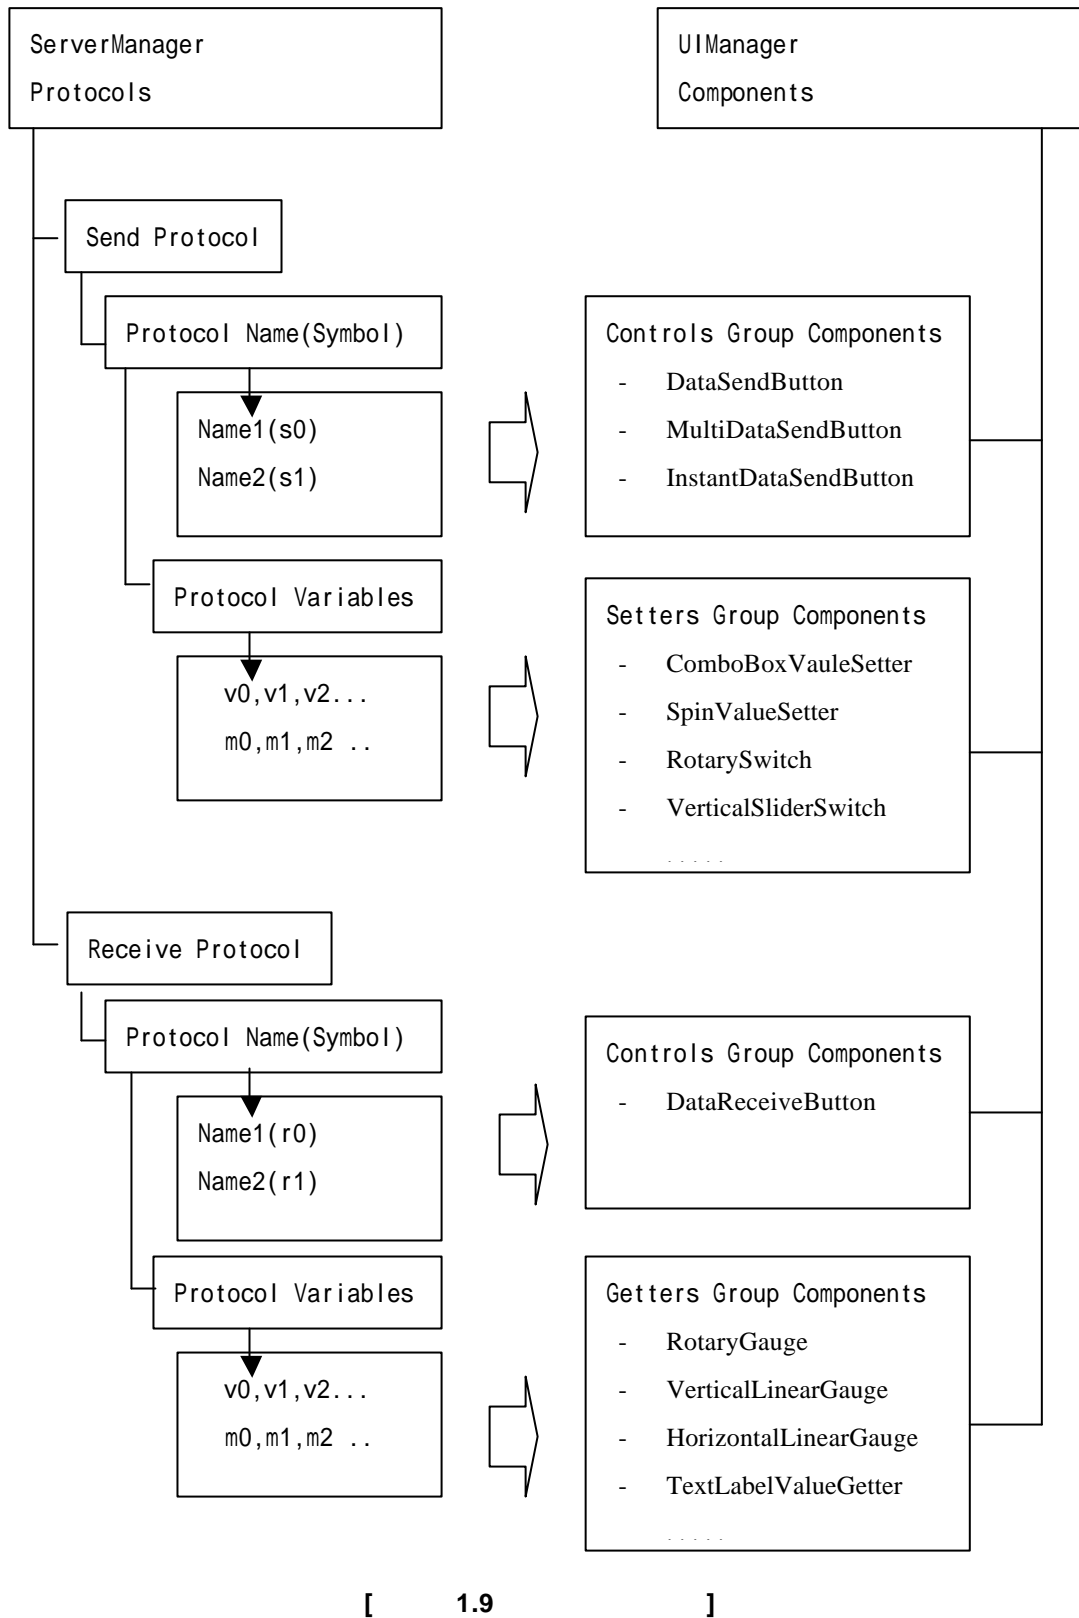 ServerManager
Protocols
UIManager
Components
Send Protocol
Protocol Name(Symbol)
Name1(s0)
Name2(s1)
Controls Group Components
- DataSendButton
- MultiDataSendButton
- InstantDataSendButton
Protocol Variables
v0,v1,v2...
m0,m1,m2 ..
Setters Group Components
- ComboBoxVauleSetter
- SpinValueSetter
- RotarySwitch
- VerticalSliderSwitch
.....
Receive Protocol
Protocol Name(Symbol)
Name1(r0)
Name2(r1)
Controls Group Components
- DataReceiveButton
Protocol Variables
v0,v1,v2...
m0,m1,m2 ..
Getters Group Components
- RotaryGauge
- VerticalLinearGauge
- HorizontalLinearGauge
- TextLabelValueGetter
.....
[ 1.9 ]